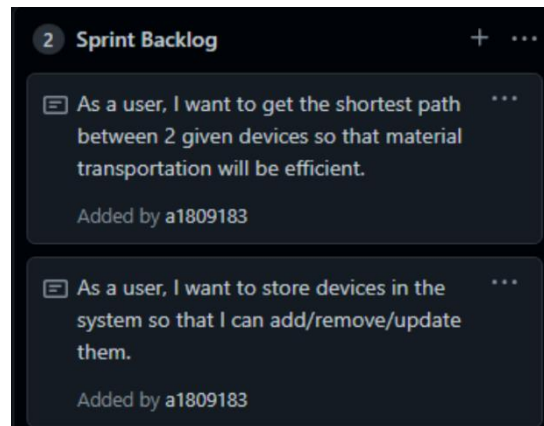 2 Sprint Backlog
As a user, I want to get the shortest path
between 2 given devices so that material
transportation will be efficient.
Added by a1809183
As a user, I want to store devices in the
system so that I can add/remove/update
them.
Added by a1809183